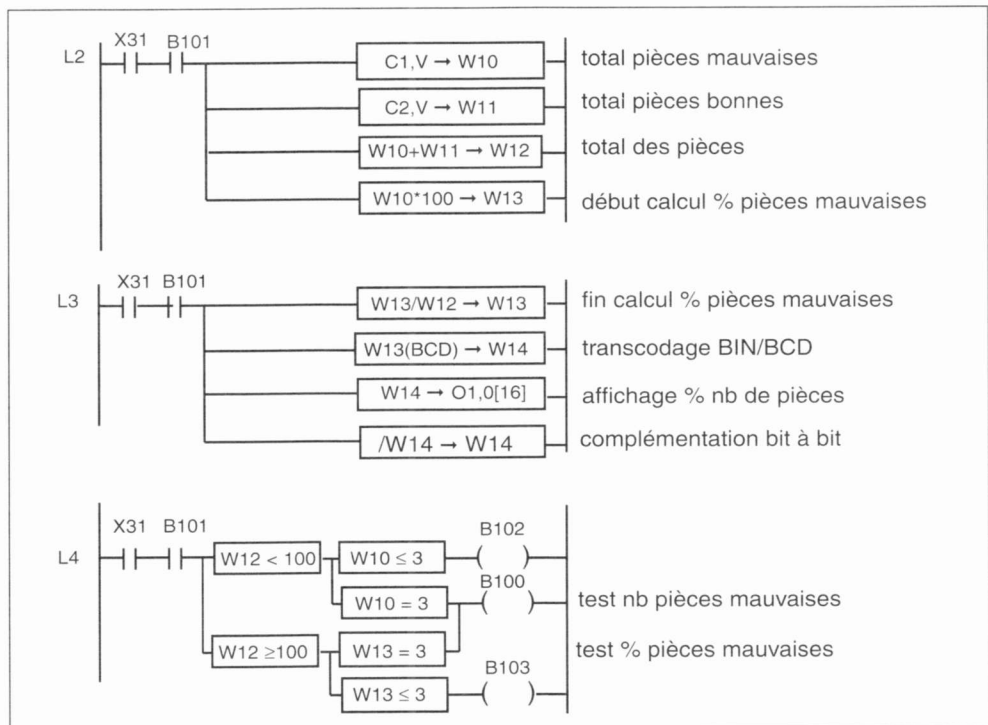 X31 B101
L2
C1,V → W10 total pièces mauvaises
C2,V → W11 total pièces bonnes
W10+W11 → W12 total des pièces
W10*100 → W13 début calcul % pièces mauvaises
X31 B101
L3
W13/W12 → W13 fin calcul % pièces mauvaises
W13(BCD) → W14 transcodage BIN/BCD
W14 → O1,0[16] affichage % nb de pièces
/W14 → W14 complémentation bit à bit
X31 B101 B102
L4 W12 < 100 W10 ≤ 3
B100
W10 = 3 test nb pièces mauvaises
W12 ≥100 W13 = 3 test % pièces mauvaises
B103
W13 ≤ 3